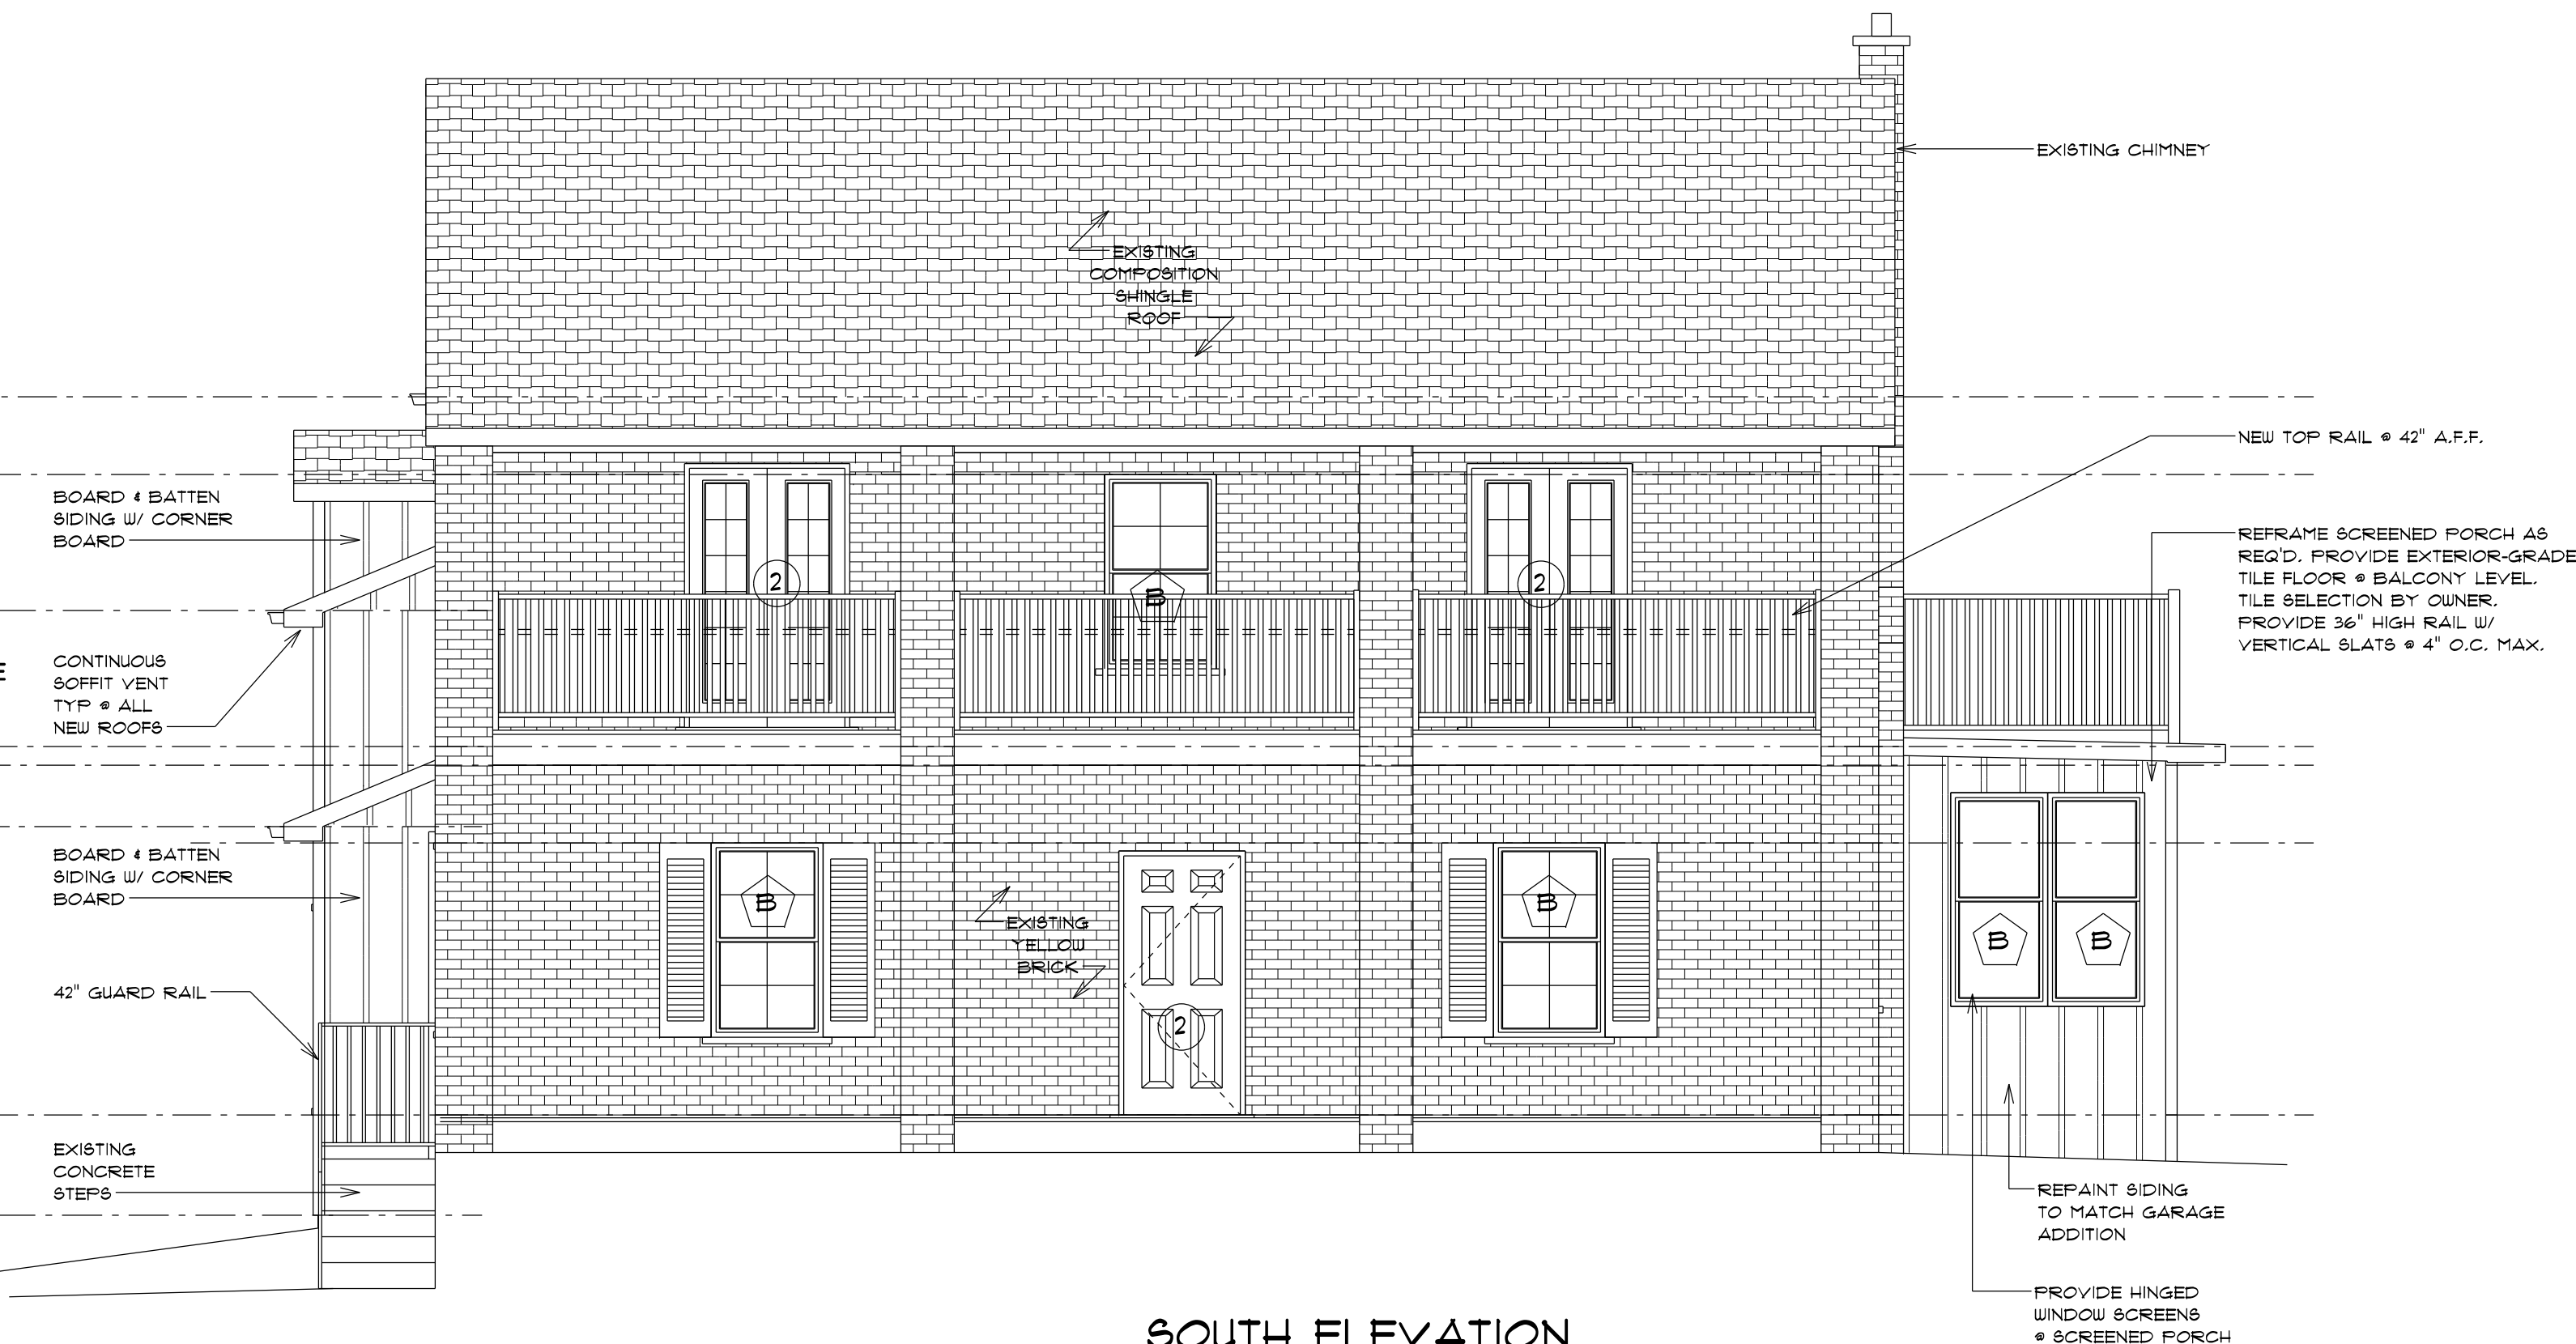 EXISTING CHIMNEY
EXISTING
COMPOSITION
SHINGLE
ROOF
NEW TOP RAIL @ 42" A.F.F.
BOARD & BATTEN
SIDING W/ CORNER
BOARD
REFRAME SCREENED PORCH AS
REQ'D. PROVIDE EXTERIOR-GRADE
TILE FLOOR @ BALCONY LEVEL.
TILE SELECTION BY OWNER.
PROVIDE 36" HIGH RAIL W/
VERTICAL SLATS @ 4" O.C. MAX.
2
B
2
CONTINUOUS
SOFFIT VENT
TYP @ ALL
NEW ROOFS
E
BOARD & BATTEN
SIDING W/ CORNER
BOARD
B
EXISTING
YELLOW
BRICK
B
B
B
2
42" GUARD RAIL
EXISTING
CONCRETE
STEPS
REPAINT SIDING
TO MATCH GARAGE
ADDITION
PROVIDE HINGED
WINDOW SCREENS
@ SCREENED PORCH
SOUTH ELEVATION